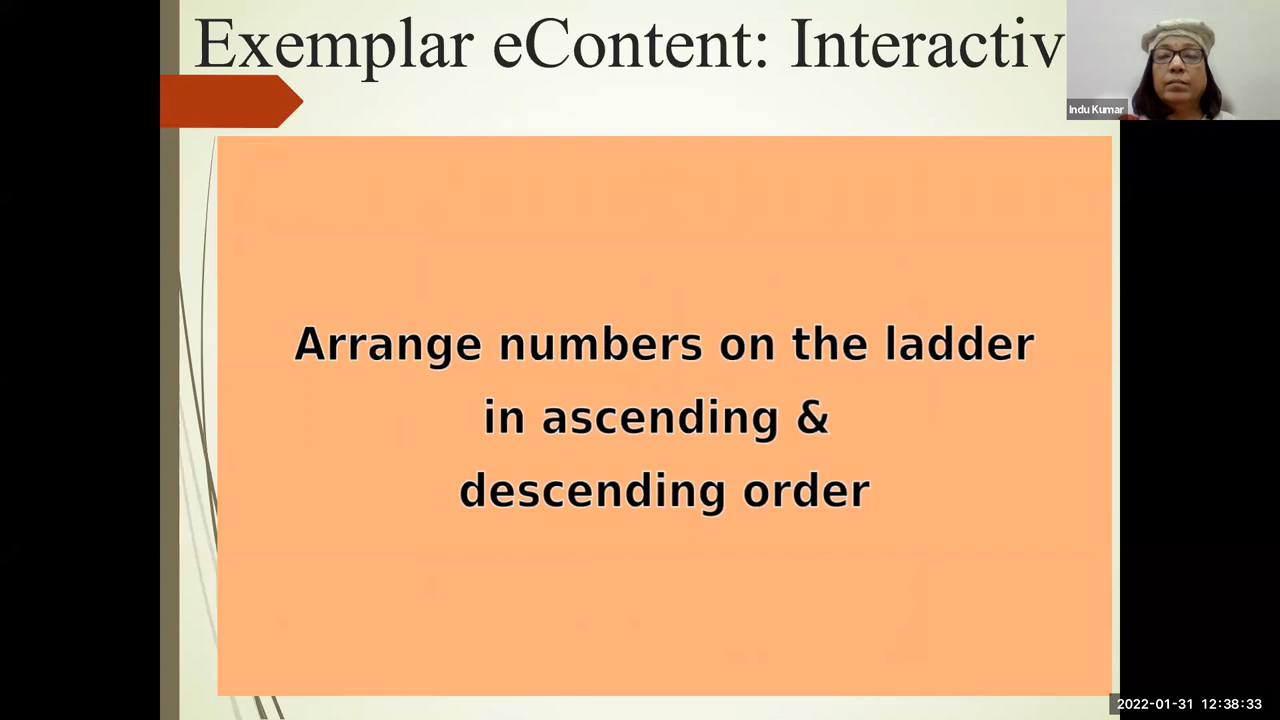 Exemplar eContent: Interactiv
Indu Kumar
Arrange numbers on the ladder
in ascending &
descending order
2022-01-31 12:38:33